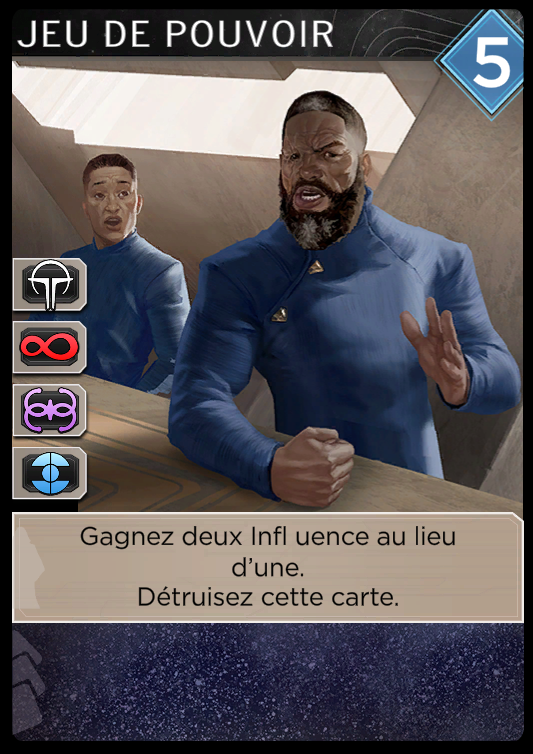 JEU DE POUVOIR
5
Gagnez deux Infl uence au lieu
d’une.
Détruisez cette carte.